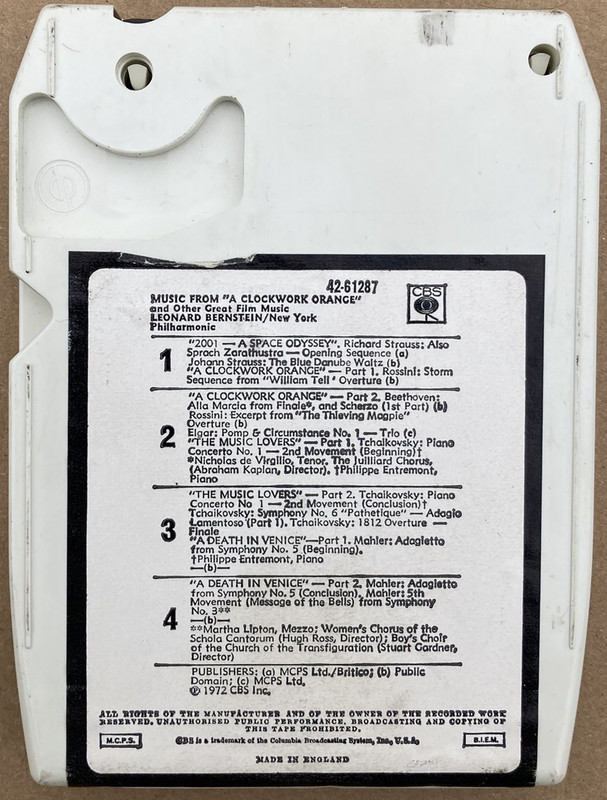 42-61287
CBS
MUSIC FROM "A CLOCKWORK ORANGE"
and Other Great Film Music
LEONARD BERNSTEIN/New York
Philharmonic
1
"2001 — A SPACE ODYSSEY". Richard Strauss: Also
Sprach Zarathustra — Opening Sequence (a)
Johann Strauss: The Blue Danube Waltz (b)
"A CLOCKWORK ORANGE" — Part 1. Rossini: Storm
Sequence from "William Tell' Overture (b)
2
"A CLOCKWORK ORANGE" — Part 2. Beethoven:
Alla Marcia from Finale*, and Scherzo (1st Part) (b)
Rossini: Excerpt from "The Thieving Magpie"
Overture (b)
Elgar: Pomp & Circumstance No. 1 — Trio (c)
"THE MUSIC LOVERS" — Part 1. Tchaikovsky: Piano
Concerto No. 1 — 2nd Movement (Beginning)†
*Nicholas de Virgilio, Tenor. The Juilliard Chorus,
(Abraham Kaplan, Director). †Philippe Entremont,
Piano
3
"THE MUSIC LOVERS" — Part 2. Tchaikovsky: Piano
Concerto No 1 — 2nd Movement (Conclusion)†
Tchaikovsky: Symphony No. 6 "Pathetique" — Adagio
Lamentoso (Part 1). Tchaikovsky: 1812 Overture —
Finale
"A DEATH IN VENICE"—Part 1. Mahler: Adagietto
from Symphony No. 5 (Beginning).
†Philippe Entremont, Piano
—(b)—
4
"A DEATH IN VENICE" — Part 2. Mahler: Adagietto
from Symphony No. 5 (Conclusion). Mahler: 5th
Movement (Message of the Bells) from Symphony
No. 3**
—(b)—
**Martha Lipton, Mezzo; Women's Chorus of the
Schola Cantorum (Hugh Ross, Director); Boy's Choir
of the Church of the Transfiguration (Stuart Gardner,
Director)
PUBLISHERS: (a) MCPS Ltd./Britico; (b) Public
Domain; (c) MCPS Ltd.
℗ 1972 CBS Inc.
ALL RIGHTS OF THE MANUFACTURER AND OF THE OWNER OF THE RECORDED WORK
RESERVED. UNAUTHORISED PUBLIC PERFORMANCE, BROADCASTING AND COPYING OF
THIS TAPE PROHIBITED.
M.C.P.S.
CBS is a trademark of the Columbia Broadcasting System, Inc., U.S.A.
B.I.E.M.
MADE IN ENGLAND